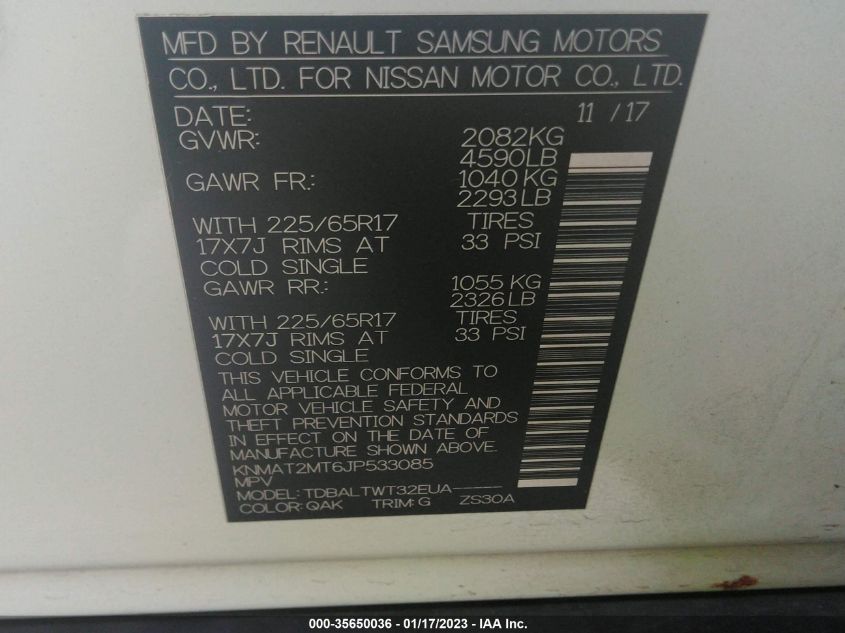 MFD BY RENAULT SAMSUNG MOTORS
CO., LTD. FOR NISSAN MOTOR CO., LTD.
DATE: 11 / 17
GVWR: 2082KG
4590LB
GAWR FR.: 1040 KG
2293 LB
WITH 225/65R17 TIRES
17X7J RIMS AT 33 PSI
COLD SINGLE
GAWR RR.: 1055 KG
2326 LB
WITH 225/65R17 TIRES
17X7J RIMS AT 33 PSI
COLD SINGLE
THIS VEHICLE CONFORMS TO
ALL APPLICABLE FEDERAL
MOTOR VEHICLE SAFETY AND
THEFT PREVENTION STANDARDS
IN EFFECT ON THE DATE OF
MANUFACTURE SHOWN ABOVE.
KNMAT2MT6JP533085
MPV
MODEL: TDBALTWT32EUA-----
COLOR: QAK TRIM: G ZS30A
000-35650036 - 01/17/2023 - IAA Inc.